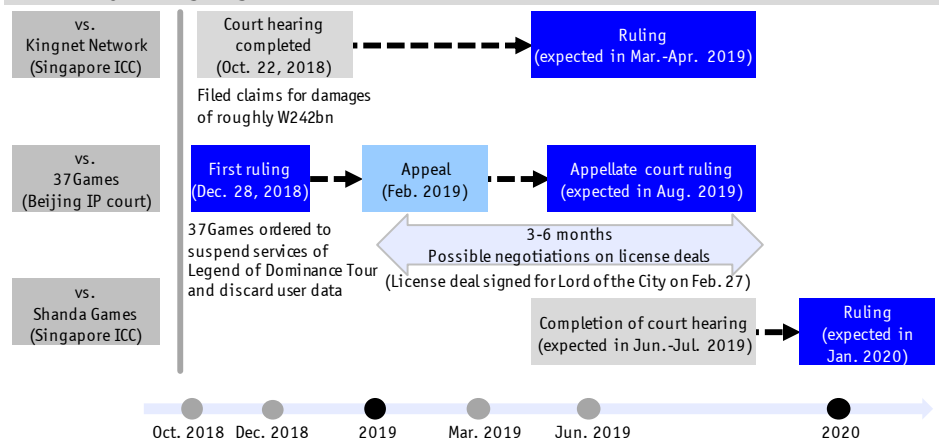 vs.
Kingnet Network
(Singapore ICC)
Court hearing
completed
(Oct. 22, 2018)
Ruling
(expected in Mar.-Apr. 2019)
Filed claims for damages
of roughly W242bn
vs.
37Games
(Beijing IP court)
First ruling
(Dec. 28, 2018)
Appeal
(Feb. 2019)
Appellate court ruling
(expected in Aug. 2019)
37Games ordered to
suspend services of
Legend of Dominance Tour
and discard user data
3-6 months
Possible negotiations on license deals
(License deal signed for Lord of the City on Feb. 27)
vs.
Shanda Games
(Singapore ICC)
Completion of court hearing
(expected in Jun.-Jul. 2019)
Ruling
(expected in
Jan. 2020)
Oct. 2018
Dec. 2018
2019
Mar. 2019
Jun. 2019
2020